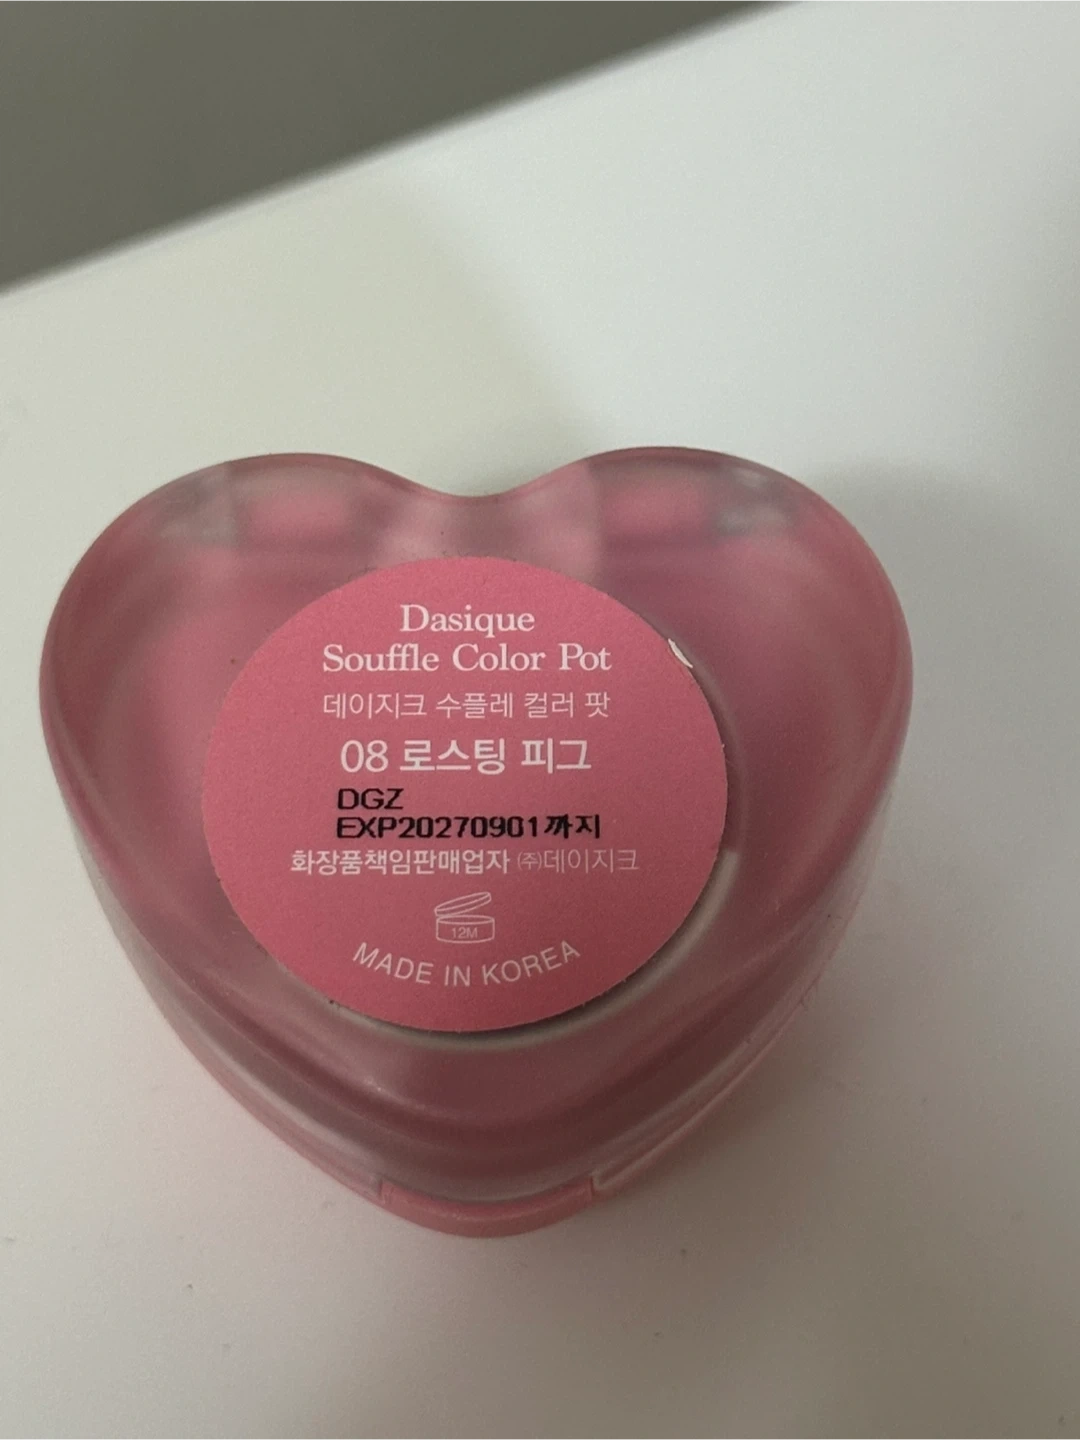 Dasique
Souffle Color Pot
데이지크 수플레 컬러 팟
08 로스팅 피그
DGZ
EXP20270901까지
화장품책임판매업자 ㈜데이지크
12M
MADE IN KOREA